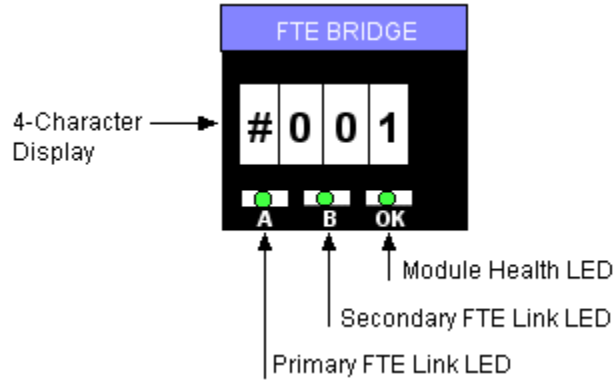 FTE BRIDGE
4-Character
Display
#001
A B OK
Module Health LED
Secondary FTE Link LED
Primary FTE Link LED